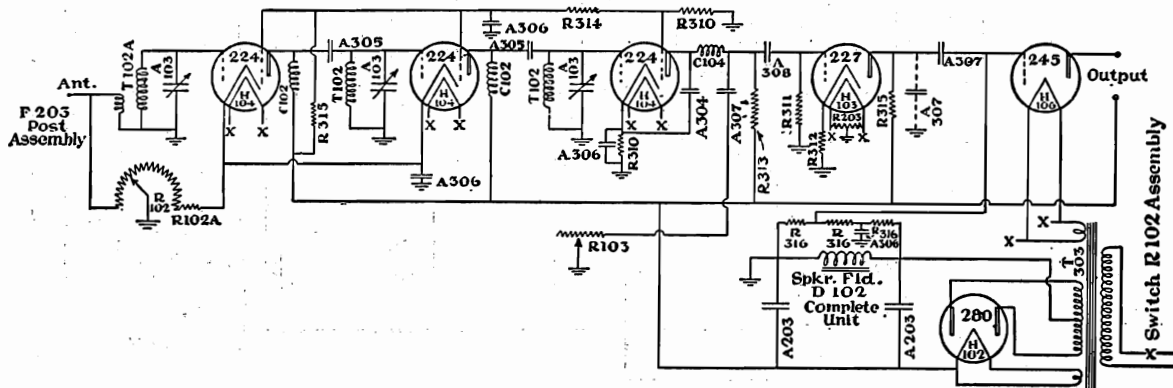 A306
R314
R310
T102A
A
103
224
H
104
C102
R315
A305
T102
A
103
224
H
104
C102
A305
T102
A
103
224
H
104
C104
A
308
A304
A307
R313
R311
227
H
103
R203
R312
R315
A307
A
307
245
H
106
Output
Ant.
F 203
Post
Assembly
R
102
R102A
A306
A306
R310
R103
X X
X X
X X
X X
X
X
R
316
R
316
R316
A306
Spkr. Fld.
D 102
Complete
Unit
A203
A203
280
H
102
T
303
X Switch R102 Assembly